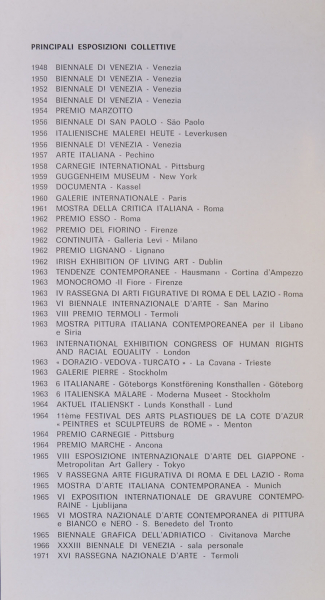 PRINCIPALI ESPOSIZIONI COLLETTIVE
1948 BIENNALE DI VENEZIA - Venezia
1950 BIENNALE DI VENEZIA - Venezia
1952 BIENNALE DI VENEZIA - Venezia
1954 BIENNALE DI VENEZIA - Venezia
1954 PREMIO MARZOTTO
1956 BIENNALE DI SAN PAOLO - São Paolo
1956 ITALIENISCHE MALEREI HEUTE - Leverkusen
1956 BIENNALE D! VENEZIA - Venezia
1957 ARTE ITALIANA - Pechino
1958 CARNEGIE INTERNATIONAL - Pittsburg
1959 GUGGENHEIM MUSEUM - New York
1959 DOCUMENTA - Kassel
1960 GALERIE INTERNATIONALE - Paris
1961 MOSTRA DELLA CRITICA ITALIANA - Roma
1962 PREMIO ESSO - Roma
1962 PREMIO DEL FIORINO - Firenze
1962 CONTINUITÀ - Galleria Levi - Milano
1962 PREMIO LIGNANO - Lignano
1962 IRISH EXHIBITION OF LIVING ART - Dublin
1963 TENDENZE CONTEMPORANEE - Hausmann - Cortina d'Ampezzo
1963 MONOCROMO -Il Fiore - Firenze
1963 IV RASSEGNA DI ARTI FIGURATIVE DI ROMA E DEL LAZIO - Roma
1963 VI BIENNALE INTERNAZIONALE D'ARTE - San Marino
1963 VIII PREMIO TERMOLI - Termoli
1963 MOSTRA PITTURA ITALIANA CONTEMPOREANEA per il Libano
e Siria
1963 INTERNATIONAL EXHIBITION CONGRESS OF HUMAN RIGHTS
AND RACIAL EQUALITY - London
1963 « DORAZIO - VEDOVA - TURCATO » - La Cavana - Trieste
1963 GALERIE PIERRE - Stockholm
1963 6 ITALIANARE - Göteborgs Konstförening Konsthallen - Göteborg
1963 6 ITALIENSKA MÄLARE - Moderna Museet - Stockholm
1964 AKTUEL ITALIENSKT - Lunds Konsthall - Lund
1964 11ème FESTIVAL DES ARTS PLASTIQUES DE LA COTE D'AZUR
« PEINTRES et SCULPTEURS de ROME » - Menton
1964 PREMIO CARNEGIE - Pittsburg
1964 PREMIO MARCHE - Ancona
1965 VIII ESPOSIZIONE INTERNAZIONALE D'ARTE DEL GIAPPONE -
Metropolitan Art Gallery - Tokyo
1965 V RASSEGNA ARTE FIGURATIVA DI ROMA E DEL LAZIO - Roma
1965 MOSTRA D'ARTE ITALIANA CONTEMPORANEA - Munich
1965 VI EXPOSITION INTERNATIONALE DE GRAVURE CONTEMPO-
RAINE - Ljublijana
1965 VI MOSTRA NAZIONALE D'ARTE CONTEMPORANEA di PITTURA
e BIANCO e NERO - S. Benedeto del Tronto
1965 BIENNALE GRAFICA DELL'ADRIATICO - Civitanova Marche
1966 XXXIII BIENNALE DI VENEZIA - sala personale
1971 XVI RASSEGNA NAZIONALE D'ARTE - Termoli